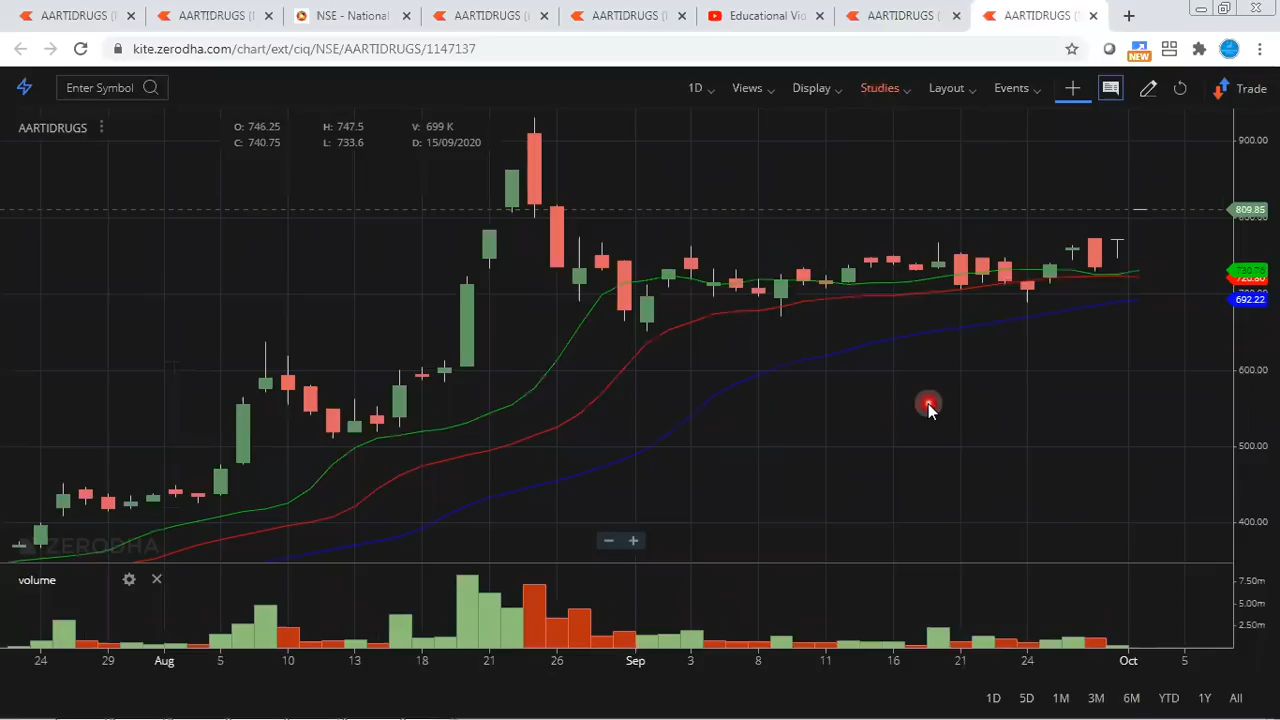 AARTIDRUGS (
AARTIDRUGS (
NSE - National
AARTIDRUGS (
AARTIDRUGS (
Educational Vi
AARTIDRUGS (
AARTIDRUGS (
kite.zerodha.com/chart/ext/ciq/NSE/AARTIDRUGS/1147137
NEW
Enter Symbol
1D Views Display Studies Layout Events Trade
AARTIDRUGS
O: 746.25 H: 747.5 V: 699 K
C: 740.75 L: 733.6 D: 15/09/2020
900.00
809.85
692.22
600.00
500.00
400.00
ZERODHA
volume
7.50m
5.00m
2.50m
24 29 Aug 5 10 13 18 21 26 Sep 3 8 11 16 21 24 Oct 5
1D 5D 1M 3M 6M YTD 1Y All